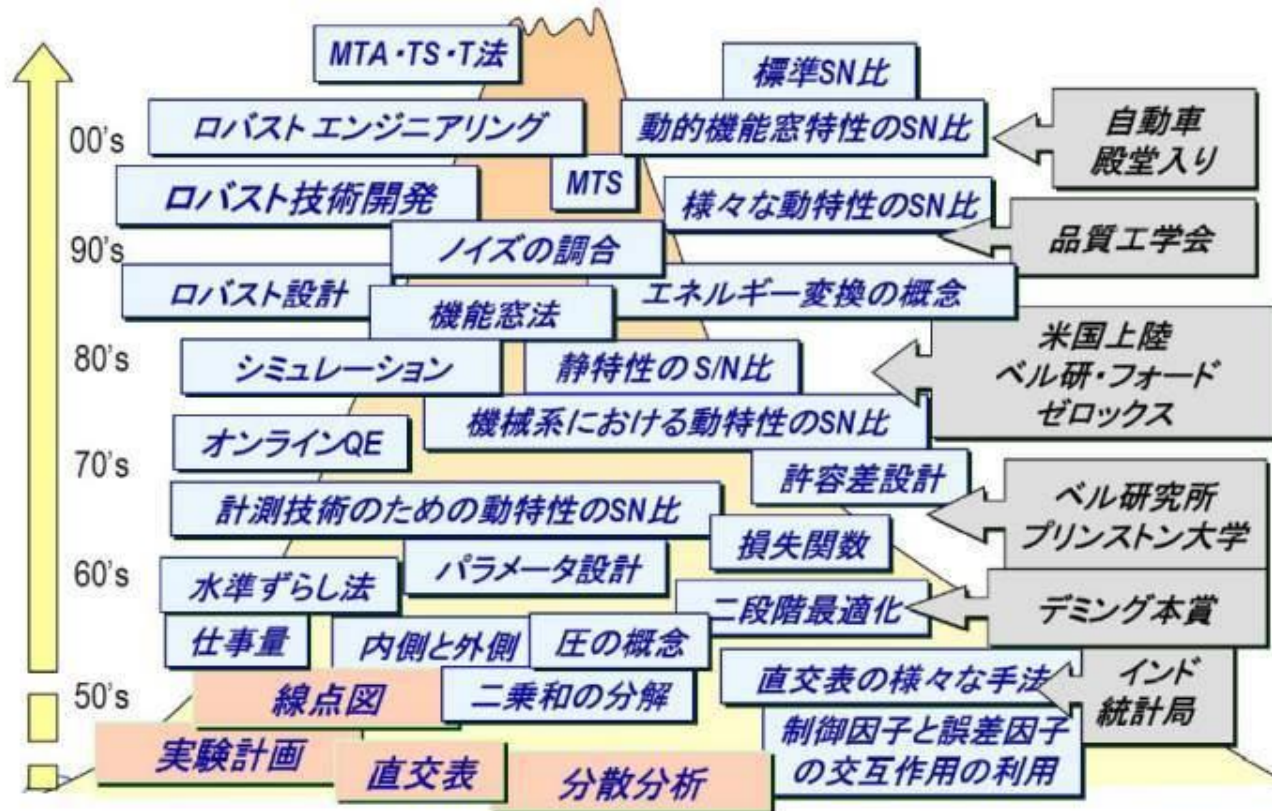 MTA・TS・T法
標準SN比
00's
ロバスト エンジニアリング
動的機能窓特性のSN比
自動車
殿堂入り
ロバスト技術開発
MTS
様々な動特性のSN比
品質工学会
90's
ノイズの調合
ロバスト設計
エネルギー変換の概念
機能窓法
80's
シミュレーション
静特性の S/N比
米国上陸
ベル研・フォード
ゼロックス
機械系における動特性のSN比
オンラインQE
70's
許容差設計
計測技術のための動特性のSN比
ベル研究所
プリンストン大学
損失関数
パラメータ設計
60's
水準ずらし法
二段階最適化
デミング本賞
仕事量
内側と外側
圧の概念
50's
線点図
二乗和の分解
直交表の様々な手法
インド
統計局
実験計画
直交表
分散分析
制御因子と誤差因子
の交互作用の利用